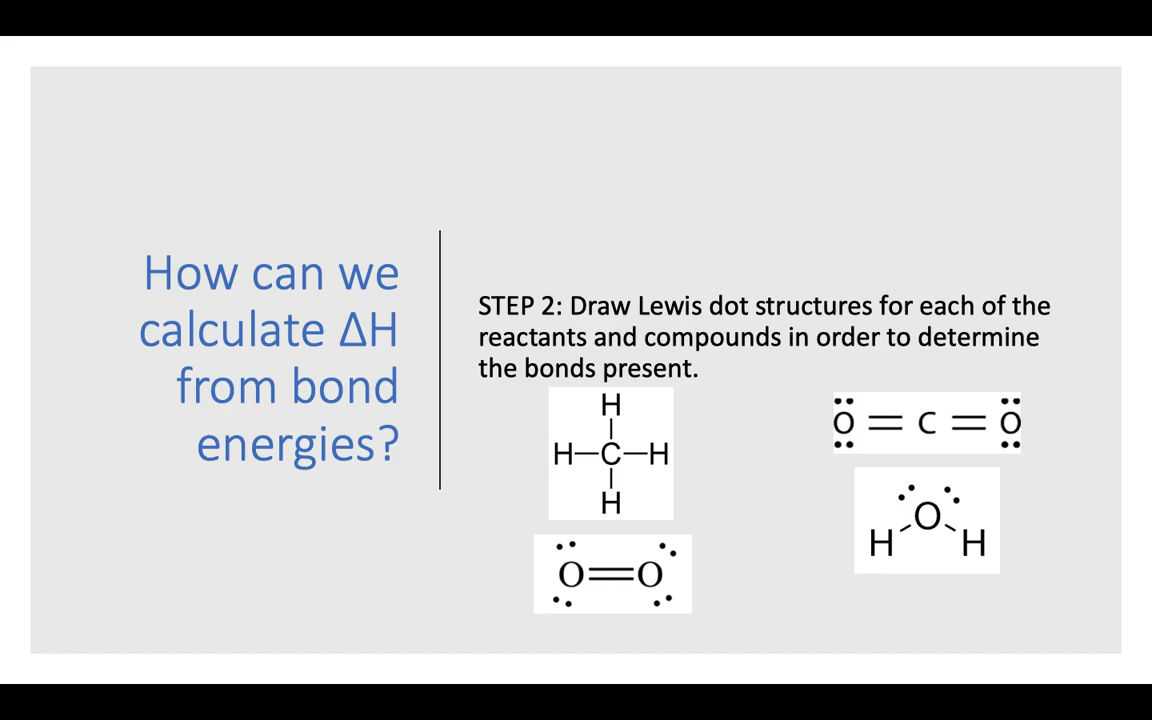 How can we
calculate ΔH
from bond
energies?
STEP 2: Draw Lewis dot structures for each of the
reactants and compounds in order to determine
the bonds present.
H
H—C—H
H
O=O
O=C=O
O
H H